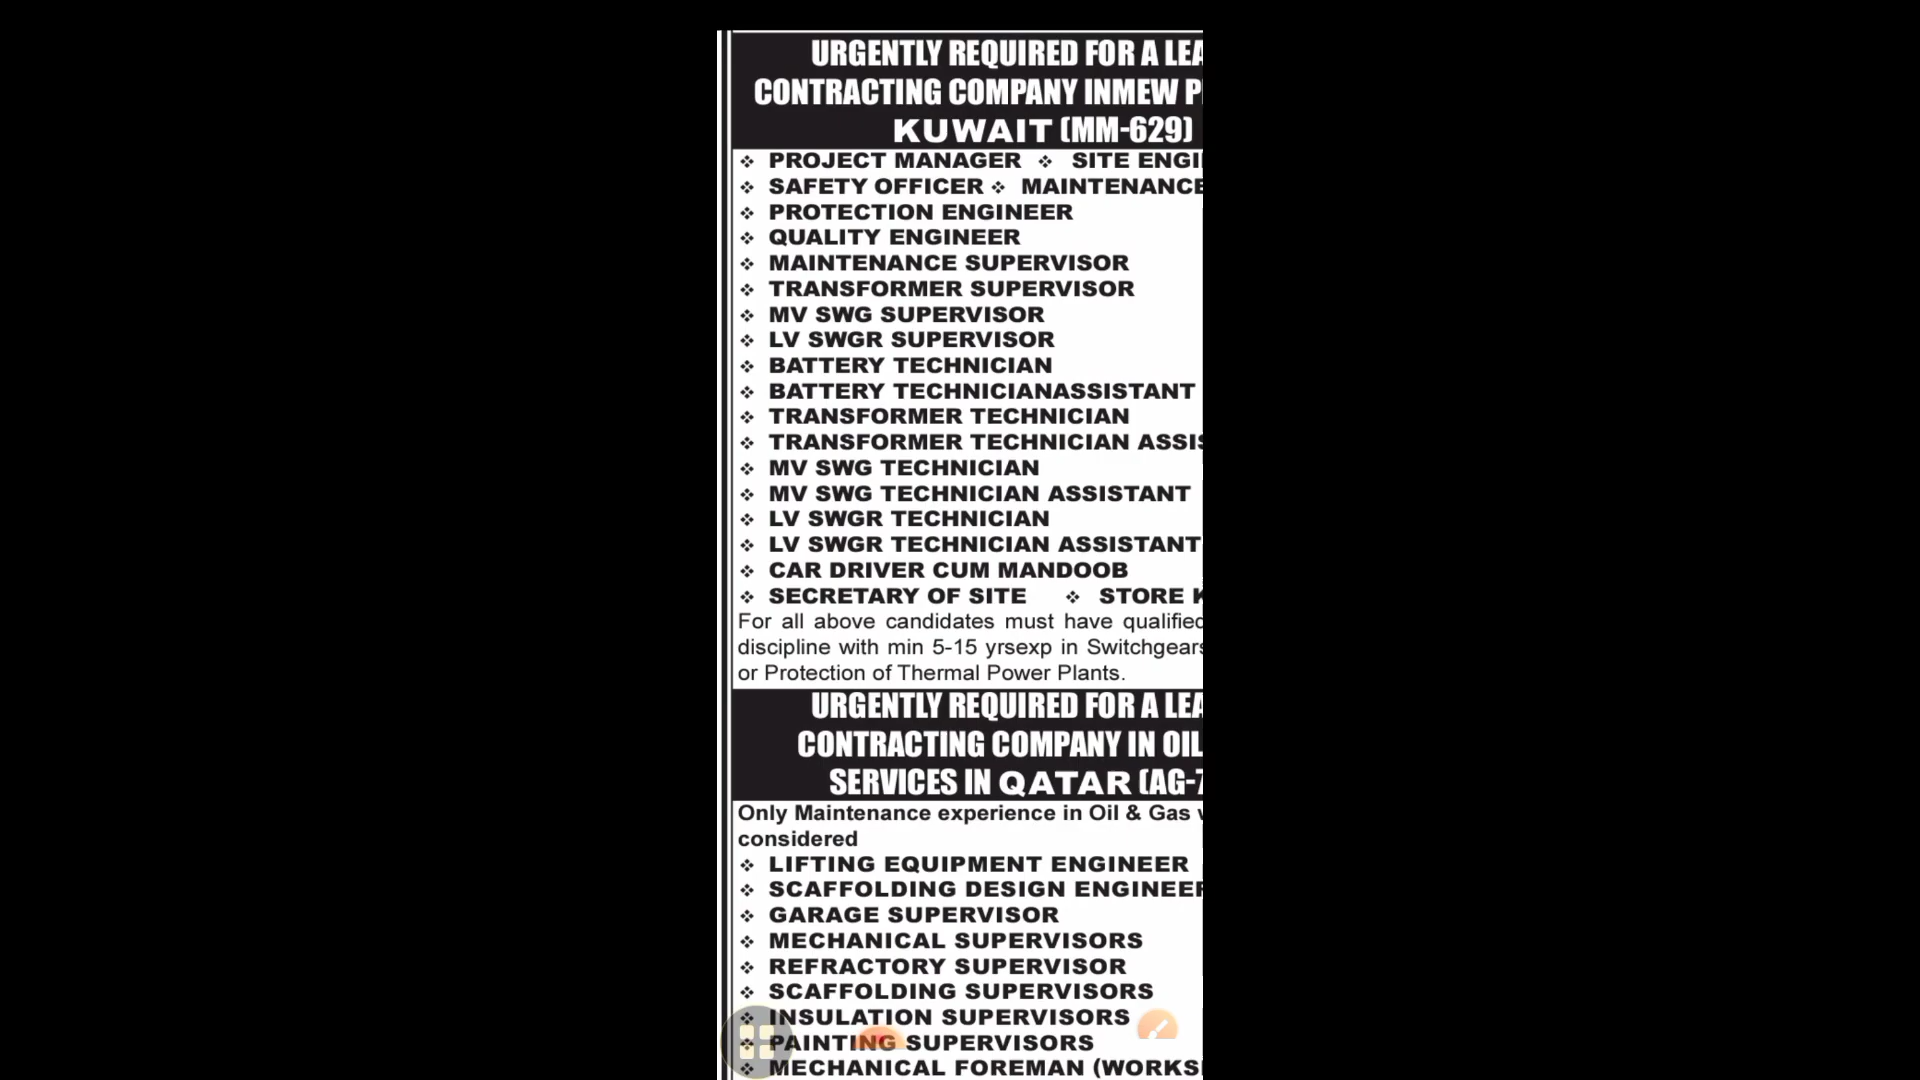 URGENTLY REQUIRED FOR A LEA
CONTRACTING COMPANY INMEW P
KUWAIT (MM-629)
❖ PROJECT MANAGER ❖ SITE ENGI
❖ SAFETY OFFICER ❖ MAINTENANCE
❖ PROTECTION ENGINEER
❖ QUALITY ENGINEER
❖ MAINTENANCE SUPERVISOR
❖ TRANSFORMER SUPERVISOR
❖ MV SWG SUPERVISOR
❖ LV SWGR SUPERVISOR
❖ BATTERY TECHNICIAN
❖ BATTERY TECHNICIANASSISTANT
❖ TRANSFORMER TECHNICIAN
❖ TRANSFORMER TECHNICIAN ASSIS
❖ MV SWG TECHNICIAN
❖ MV SWG TECHNICIAN ASSISTANT
❖ LV SWGR TECHNICIAN
❖ LV SWGR TECHNICIAN ASSISTANT
❖ CAR DRIVER CUM MANDOOB
❖ SECRETARY OF SITE ❖ STORE K
For all above candidates must have qualified
discipline with min 5-15 yrsexp in Switchgears
or Protection of Thermal Power Plants.
URGENTLY REQUIRED FOR A LEA
CONTRACTING COMPANY IN OIL
SERVICES IN QATAR (AG-7
Only Maintenance experience in Oil & Gas
considered
❖ LIFTING EQUIPMENT ENGINEER
❖ SCAFFOLDING DESIGN ENGINEER
❖ GARAGE SUPERVISOR
❖ MECHANICAL SUPERVISORS
❖ REFRACTORY SUPERVISOR
❖ SCAFFOLDING SUPERVISORS
❖ INSULATION SUPERVISORS
❖ PAINTING SUPERVISORS
❖ MECHANICAL FOREMAN (WORKS